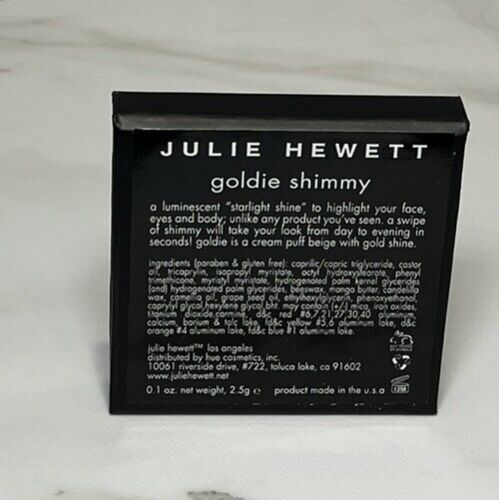 JULIE HEWETT
goldie shimmy
a luminescent "starlight shine" to highlight your face,
eyes and body; unlike any product you've seen. a swipe
of shimmy will take your look from day to evening in
seconds! goldie is a cream puff beige with gold shine.
ingredients (paraben & gluten free): caprilic/capric triglyceride, castor
oil, tricaprylin, isopropyl myristate, octyl hydroxystearate, phenyl
trimethicone, myristyl myristate, hydrogenated palm kernel glycerides
(and) hydrogenated palm glycerides, beeswax, mango butter, candelilla
wax, camellia oil, grape seed oil, ethylhexylglycerin, phenoxyethanol,
caprylyl glycol, hexylene glycol, bht. may contain (+/-) mica, iron oxides,
titanium dioxide, carmine, d&c red #6,7,21,27,30,40 aluminum,
calcium, barium & talc lake, fd&c yellow #5,6 aluminum lake, d&c
orange #4 aluminum lake, fd&c blue #1 aluminum lake.
julie hewett™ los angeles
distributed by hue cosmetics, inc.
10061 riverside drive, #722, toluca lake, ca 91602
www.juliehewett.net
0.1 oz. net weight, 2.5g e product made in the u.s.a
12M